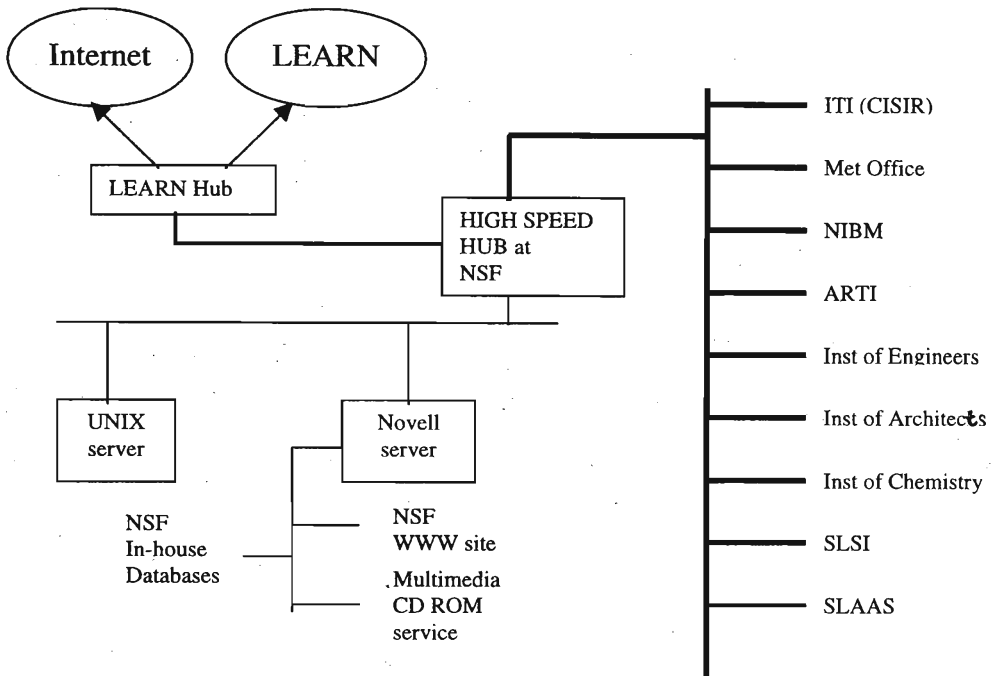 Internet
LEARN
LEARN Hub
HIGH SPEED
HUB at
NSF
UNIX
server
Novell
server
NSF
In-house
Databases
NSF
WWW site
Multimedia
CD ROM
service
ITI (CISIR)
Met Office
NIBM
ARTI
Inst of Engineers
Inst of Architects
Inst of Chemistry
SLSI
SLAAS